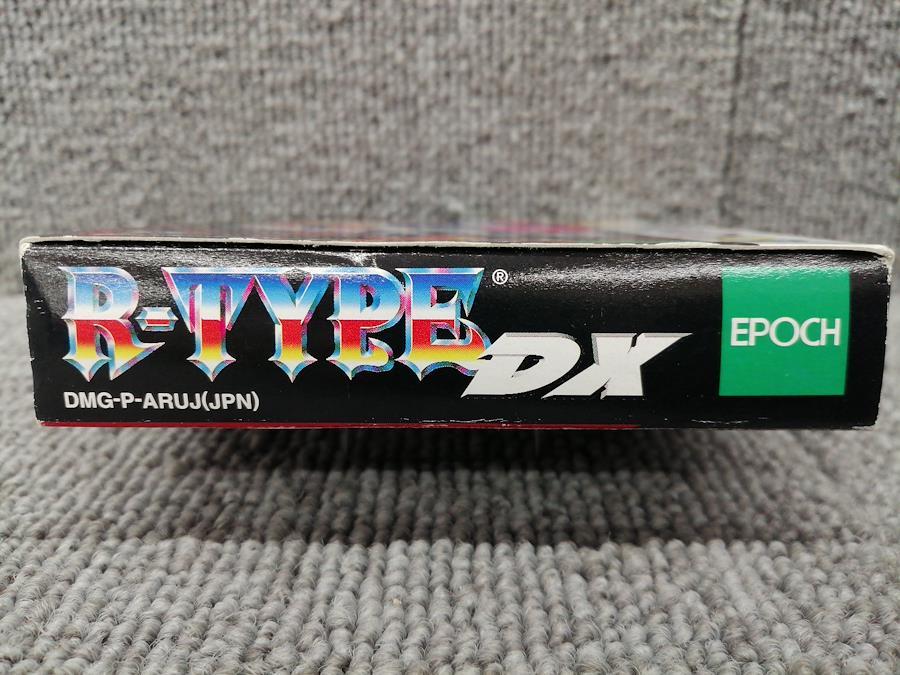 R-TYPE®
DX
EPOCH
DMG-P-ARUJ(JPN)